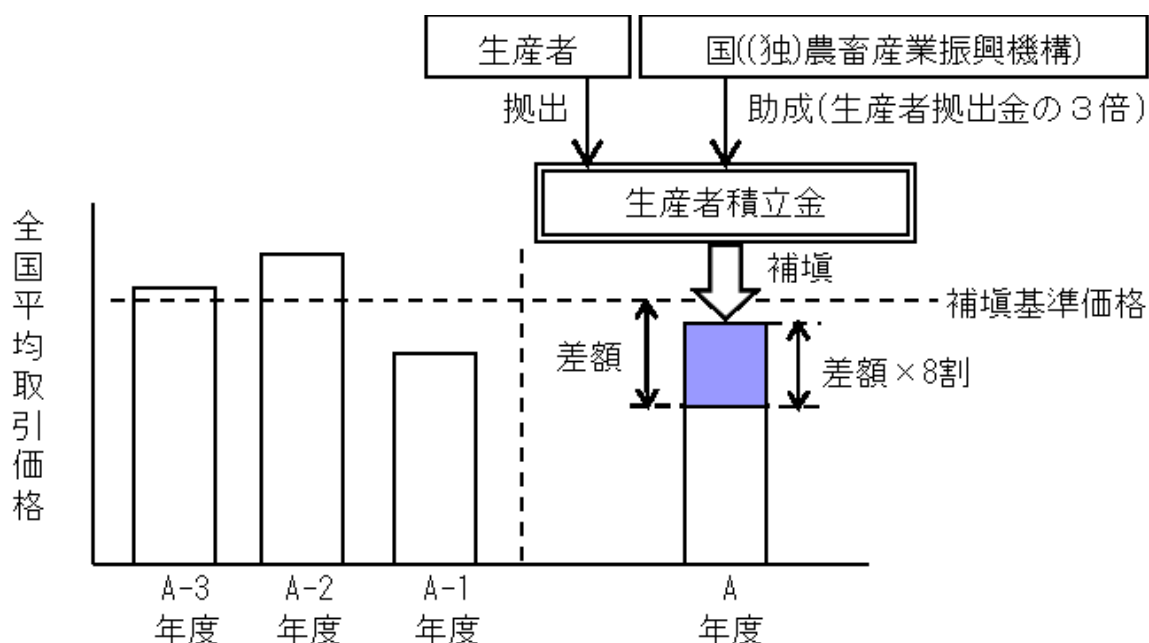 生産者
国((独)農畜産業振興機構)
拠出
助成(生産者拠出金の３倍)
生産者積立金
補塡
補塡基準価格
差額
差額×8割
全国平均取引価格
A-3
年度
A-2
年度
A-1
年度
A
年度